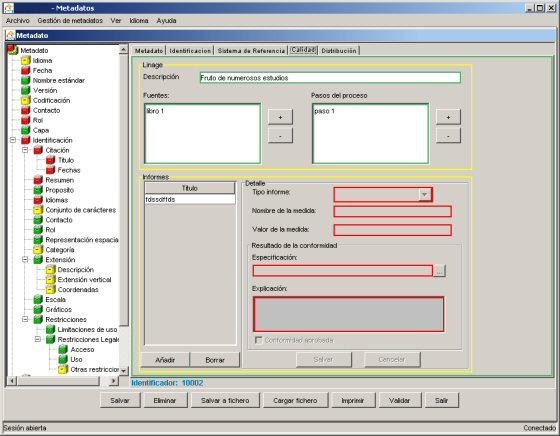 - Metadatos
Archivo Gestión de metadatos Ver Idioma Ayuda
Metadato
Metadato
Idioma
Fecha
Nombre estándar
Versión
Codificación
Contacto
Rol
Capa
Identificación
Citación
Título
Fechas
Resumen
Proposito
Idiomas
Conjunto de carácteres
Contacto
Rol
Representación espacia
Categoría
Extensión
Descripción
Extensión vertical
Coordenadas
Escala
Gráficos
Restricciones
Limitaciones de uso
Restricciones Legale
Acceso
Uso
Otras restriccion
Metadato Identificacion Sistema de Referencia Calidad Distribución
Linage
Descripción Fruto de numerosos estudios
Fuentes: Pasos del proceso
libro 1 + paso 1 +
- -
Informes
Título
fdssdffds
Añadir Borrar
Detalle
Tipo informe:
Nombre de la medida:
Valor de la medida:
Resultado de la conformidad
Especificación:
...
Explicación:
Conformidad aprobada
Salvar Cancelar
Identificador: 10002
Salvar Eliminar Salvar a fichero Cargar fichero Imprimir Validar Salir
Sesión abierta Conectado